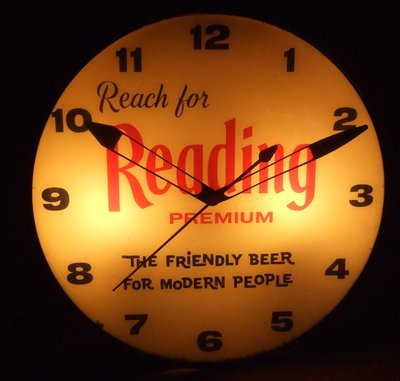 12
11 1
Reach for
10 2
Reading
9 3
PREMIUM
THE FRIENDLY BEER
8 4
FOR MODERN PEOPLE
7 5
6